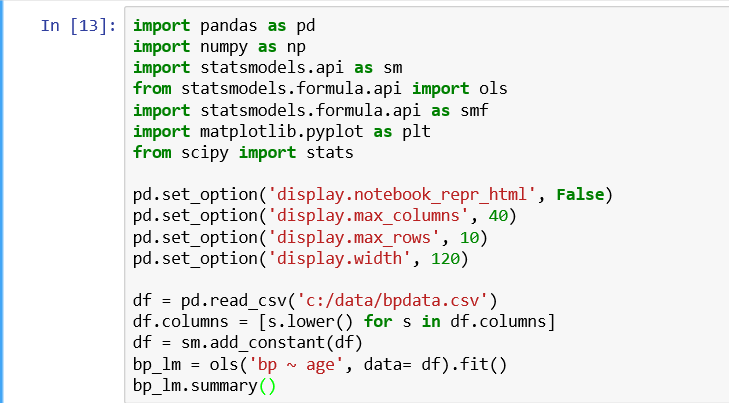 In [13]:
import pandas as pd
import numpy as np
import statsmodels.api as sm
from statsmodels.formula.api import ols
import statsmodels.formula.api as smf
import matplotlib.pyplot as plt
from scipy import stats
pd.set_option('display.notebook_repr_html', False)
pd.set_option('display.max_columns', 40)
pd.set_option('display.max_rows', 10)
pd.set_option('display.width', 120)
df = pd.read_csv('c:/data/bpdata.csv')
df.columns = [s.lower() for s in df.columns]
df = sm.add_constant(df)
bp_lm = ols('bp ~ age', data= df).fit()
bp_lm.summary()